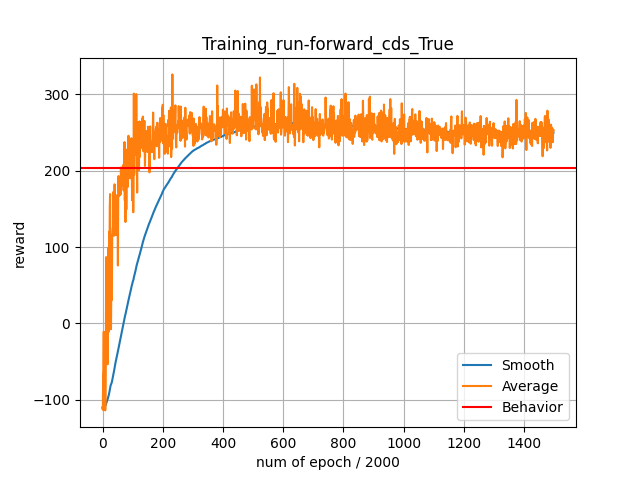 Training_run-forward_cds_True
300
200
100
0
−100
reward
0 200 400 600 800 1000 1200 1400
num of epoch / 2000
Smooth
Average
Behavior